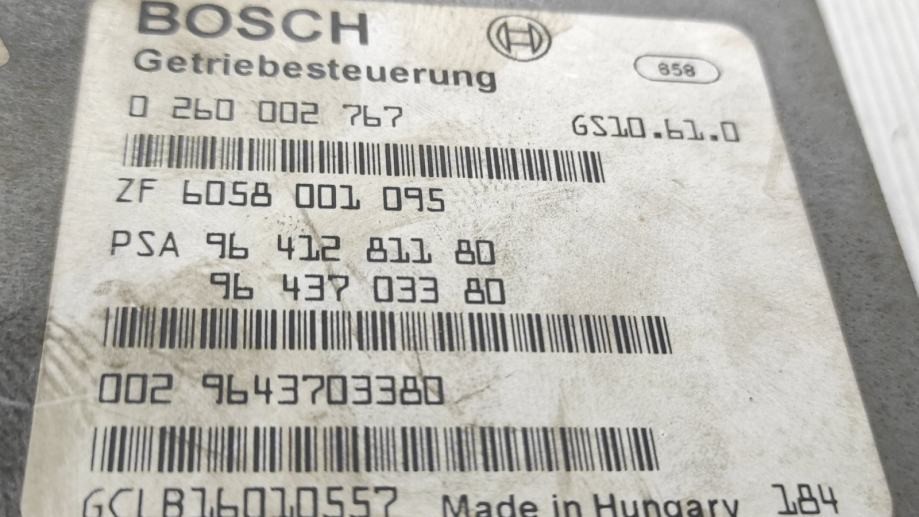 BOSCH
Getriebesteuerung
858
0 260 002 767
GS10.61.0
ZF 6058 001 095
PSA 96 412 811 80
96 437 033 80
002 9643703380
GCLB16010557 Made in Hungary 184